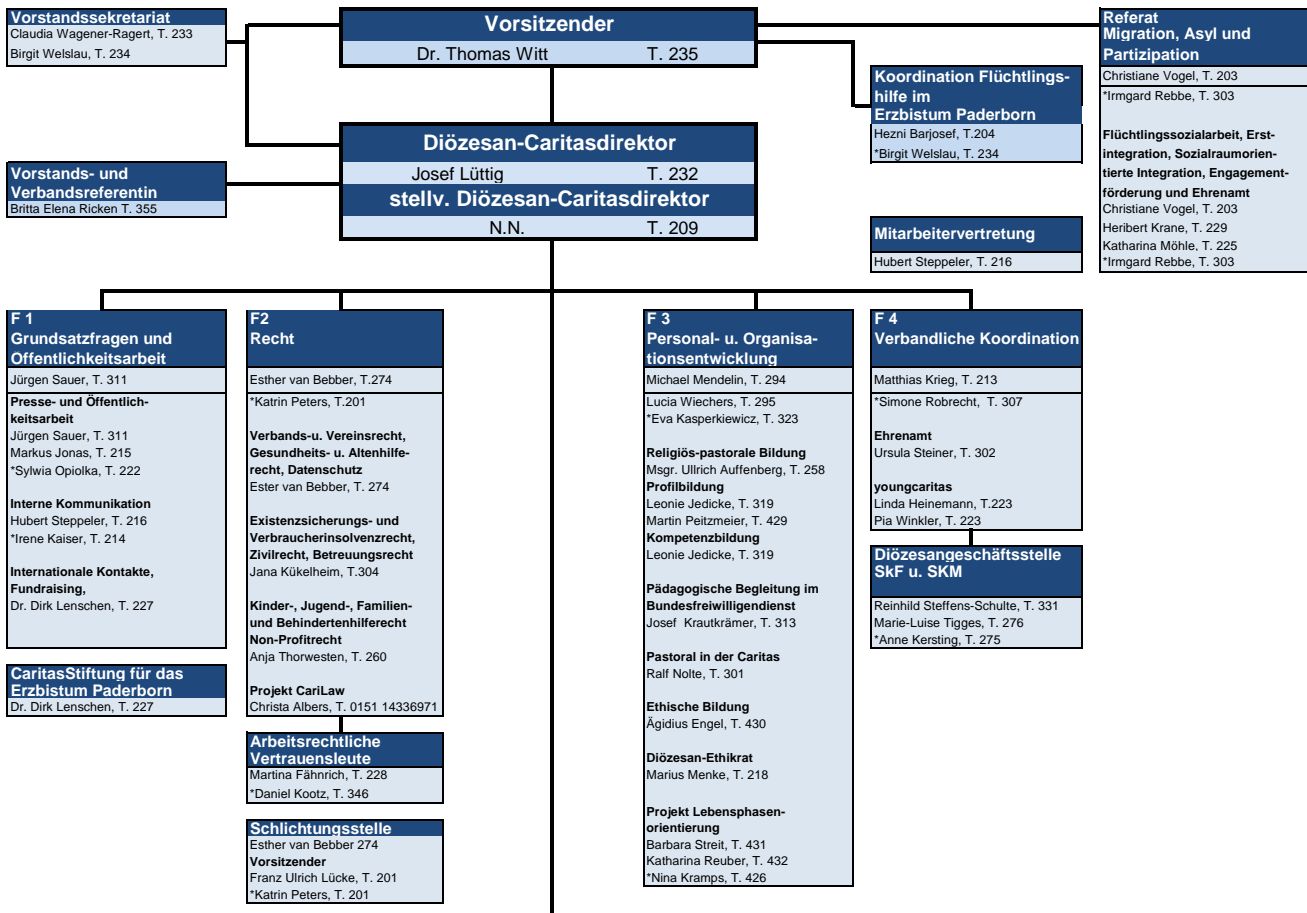 Vorstandssekretariat
Claudia Wagener-Ragert, T. 233
Birgit Welslau, T. 234
Vorsitzender
Dr. Thomas Witt T. 235
Referat
Migration, Asyl und
Partizipation
Christiane Vogel, T. 203
*Irmgard Rebbe, T. 303
Flüchtlingssozialarbeit, Erst-
integration, Sozialraumorien-
tierte Integration, Engagement-
förderung und Ehrenamt
Christiane Vogel, T. 203
Heribert Krane, T. 229
Katharina Möhle, T. 225
*Irmgard Rebbe, T. 303
Koordination Flüchtlings-
hilfe im
Erzbistum Paderborn
Hezni Barjosef, T.204
*Birgit Welslau, T. 234
Diözesan-Caritasdirektor
Josef Lüttig T. 232
stellv. Diözesan-Caritasdirektor
N.N. T. 209
Vorstands- und
Verbandsreferentin
Britta Elena Ricken T. 355
Mitarbeitervertretung
Hubert Steppeler, T. 216
F 1
Grundsatzfragen und
Öffentlichkeitsarbeit
Jürgen Sauer, T. 311
Presse- und Öffentlich-
keitsarbeit
Jürgen Sauer, T. 311
Markus Jonas, T. 215
*Sylwia Opiolka, T. 222
Interne Kommunikation
Hubert Steppeler, T. 216
*Irene Kaiser, T. 214
Internationale Kontakte,
Fundraising,
Dr. Dirk Lenschen, T. 227
CaritasStiftung für das
Erzbistum Paderborn
Dr. Dirk Lenschen, T. 227
F2
Recht
Esther van Bebber, T.274
*Katrin Peters, T.201
Verbands-u. Vereinsrecht,
Gesundheits- u. Altenhilfe-
recht, Datenschutz
Ester van Bebber, T. 274
Existenzsicherungs- und
Verbraucherinsolvenzrecht,
Zivilrecht, Betreuungsrecht
Jana Kükelheim, T.304
Kinder-, Jugend-, Familien-
und Behindertenhilferecht
Non-Profitrecht
Anja Thorwesten, T. 260
Projekt CariLaw
Christa Albers, T. 0151 14336971
Arbeitsrechtliche
Vertrauensleute
Martina Fähnrich, T. 228
*Daniel Kootz, T. 346
Schlichtungsstelle
Esther van Bebber 274
Vorsitzender
Franz Ulrich Lücke, T. 201
*Katrin Peters, T. 201
F 3
Personal- u. Organisa-
tionsentwicklung
Michael Mendelin, T. 294
Lucia Wiechers, T. 295
*Eva Kasperkiewicz, T. 323
Religiös-pastorale Bildung
Msgr. Ullrich Auffenberg, T. 258
Profilbildung
Leonie Jedicke, T. 319
Martin Peitzmeier, T. 429
Kompetenzbildung
Leonie Jedicke, T. 319
Pädagogische Begleitung im
Bundesfreiwilligendienst
Josef Krautkrämer, T. 313
Pastoral in der Caritas
Ralf Nolte, T. 301
Ethische Bildung
Ägidius Engel, T. 430
Diözesan-Ethikrat
Marius Menke, T. 218
Projekt Lebensphasen-
orientierung
Barbara Streit, T. 431
Katharina Reuber, T. 432
*Nina Kramps, T. 426
F 4
Verbandliche Koordination
Matthias Krieg, T. 213
*Simone Robrecht, T. 307
Ehrenamt
Ursula Steiner, T. 302
youngcaritas
Linda Heinemann, T.223
Pia Winkler, T. 223
Diözesangeschäftsstelle
SkF u. SKM
Reinhild Steffens-Schulte, T. 331
Marie-Luise Tigges, T. 276
*Anne Kersting, T. 275